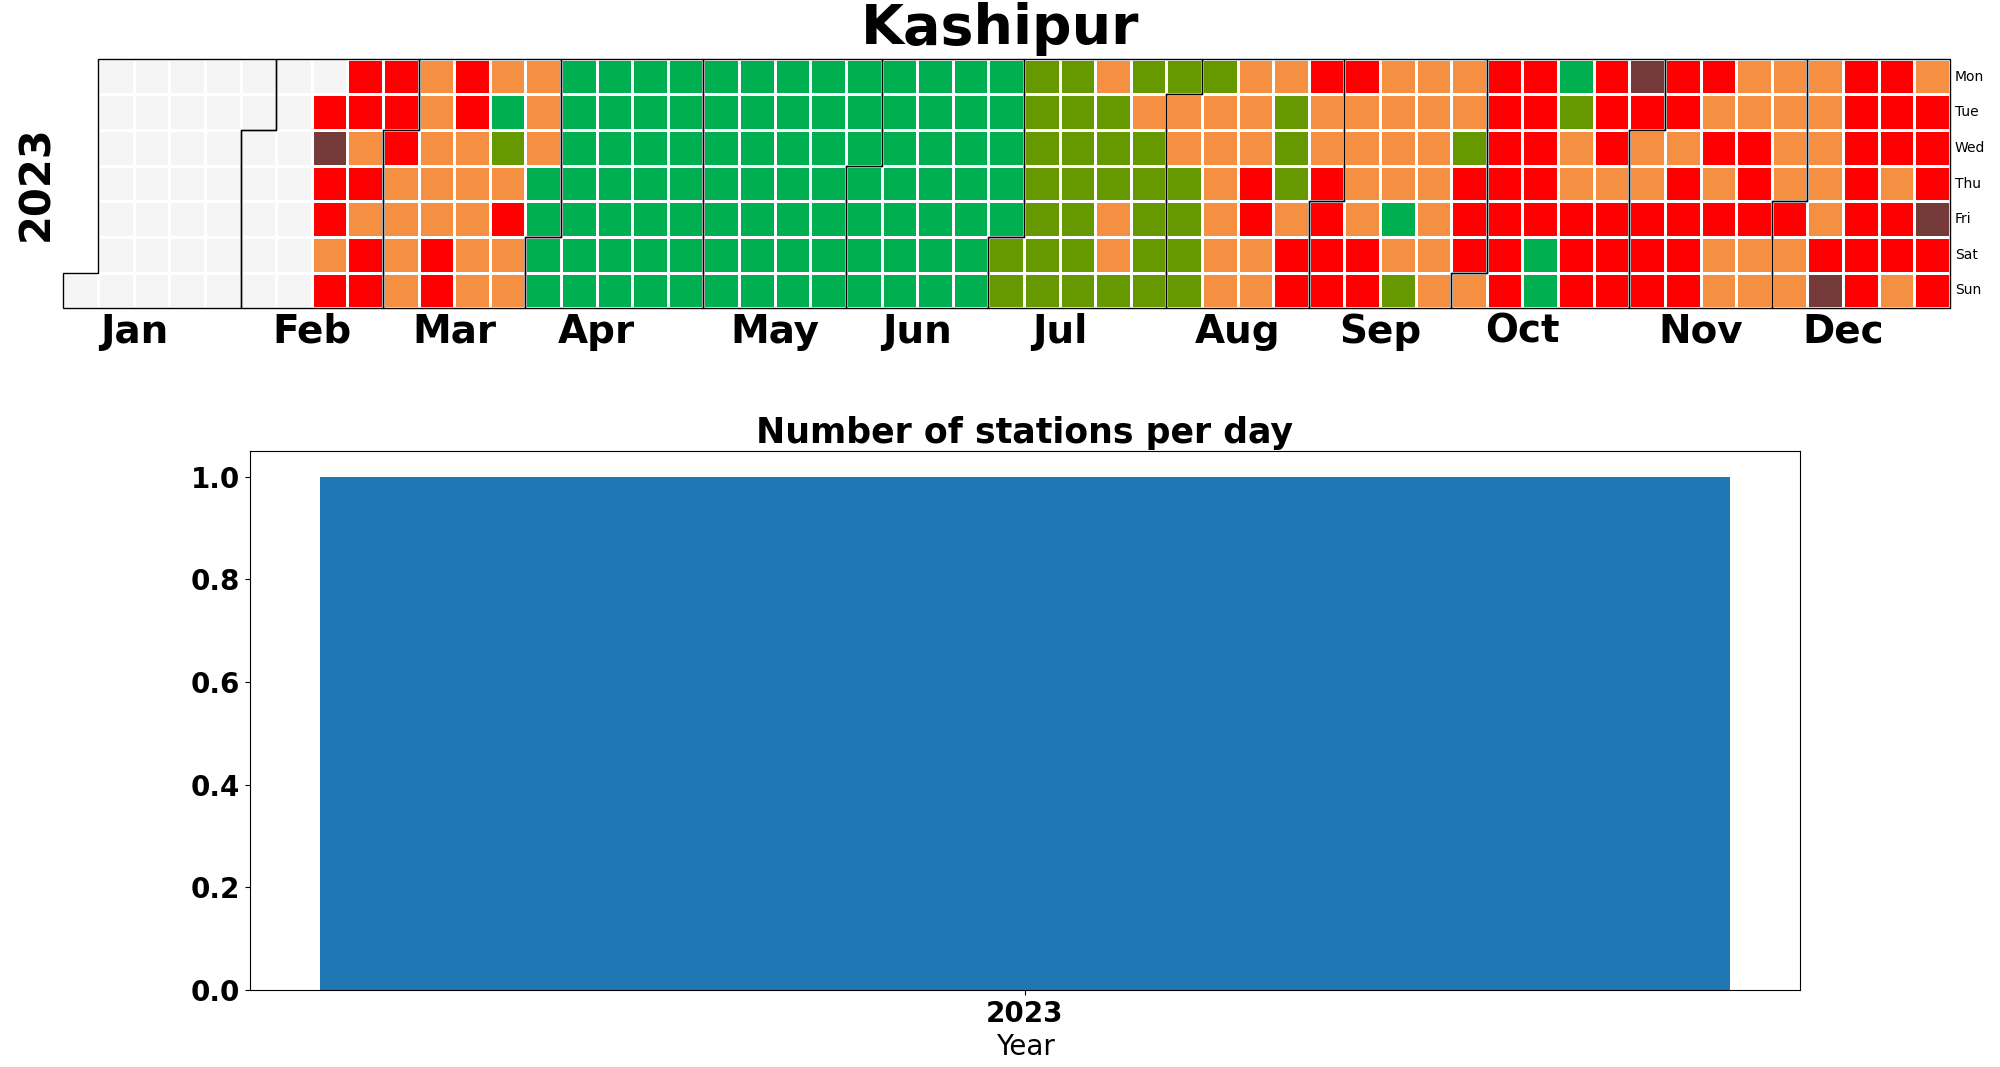 Kashipur
2023
Mon
Tue
Wed
Thu
Fri
Sat
Sun
Jan Feb Mar Apr May Jun Jul Aug Sep Oct Nov Dec
Number of stations per day
1.0
0.8
0.6
0.4
0.2
0.0
2023
Year